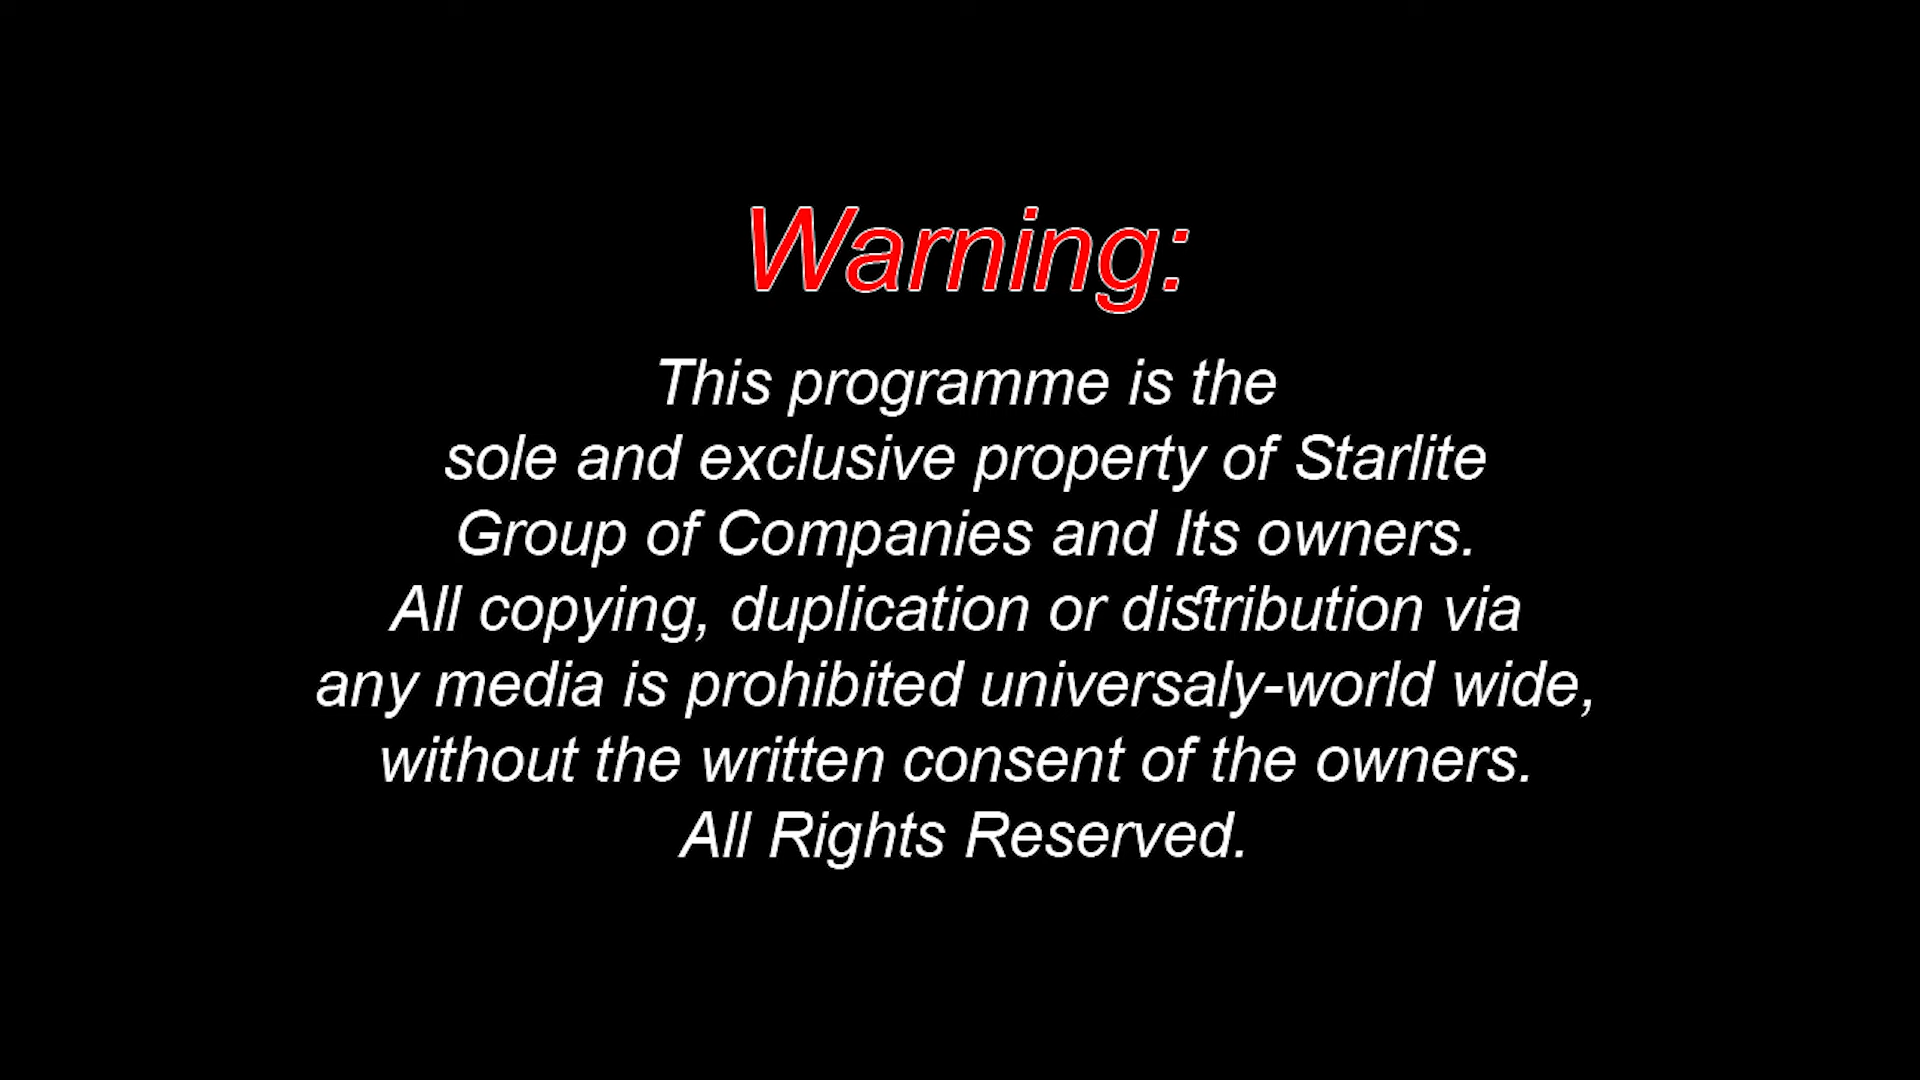 Warning:
This programme is the
sole and exclusive property of Starlite
Group of Companies and Its owners.
All copying, duplication or distribution via
any media is prohibited universaly-world wide,
without the written consent of the owners.
All Rights Reserved.